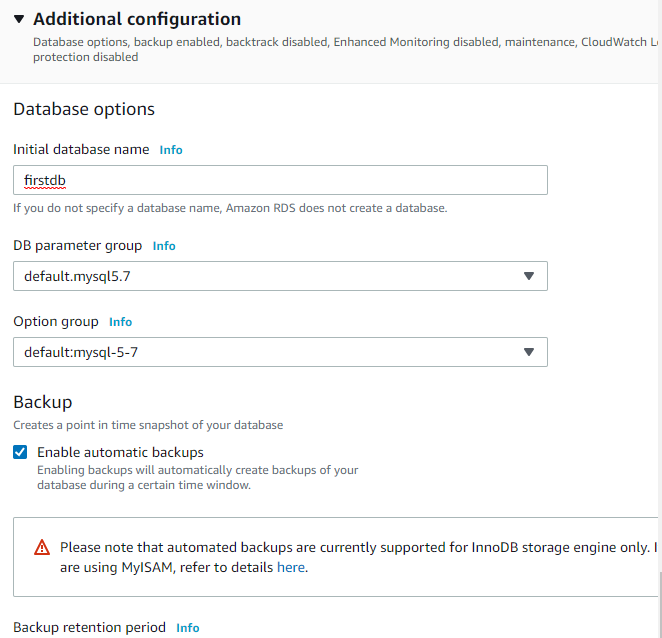 Additional configuration
Database options, backup enabled, backtrack disabled, Enhanced Monitoring disabled, maintenance, CloudWatch
protection disabled
Database options
Initial database name Info
firstdb
If you do not specify a database name, Amazon RDS does not create a database.
DB parameter group Info
default.mysql5.7
Option group Info
default:mysql-5-7
Backup
Creates a point in time snapshot of your database
Enable automatic backups
Enabling backups will automatically create backups of your
database during a certain time window.
Please note that automated backups are currently supported for InnoDB storage engine only.
are using MyISAM, refer to details here.
Backup retention period Info